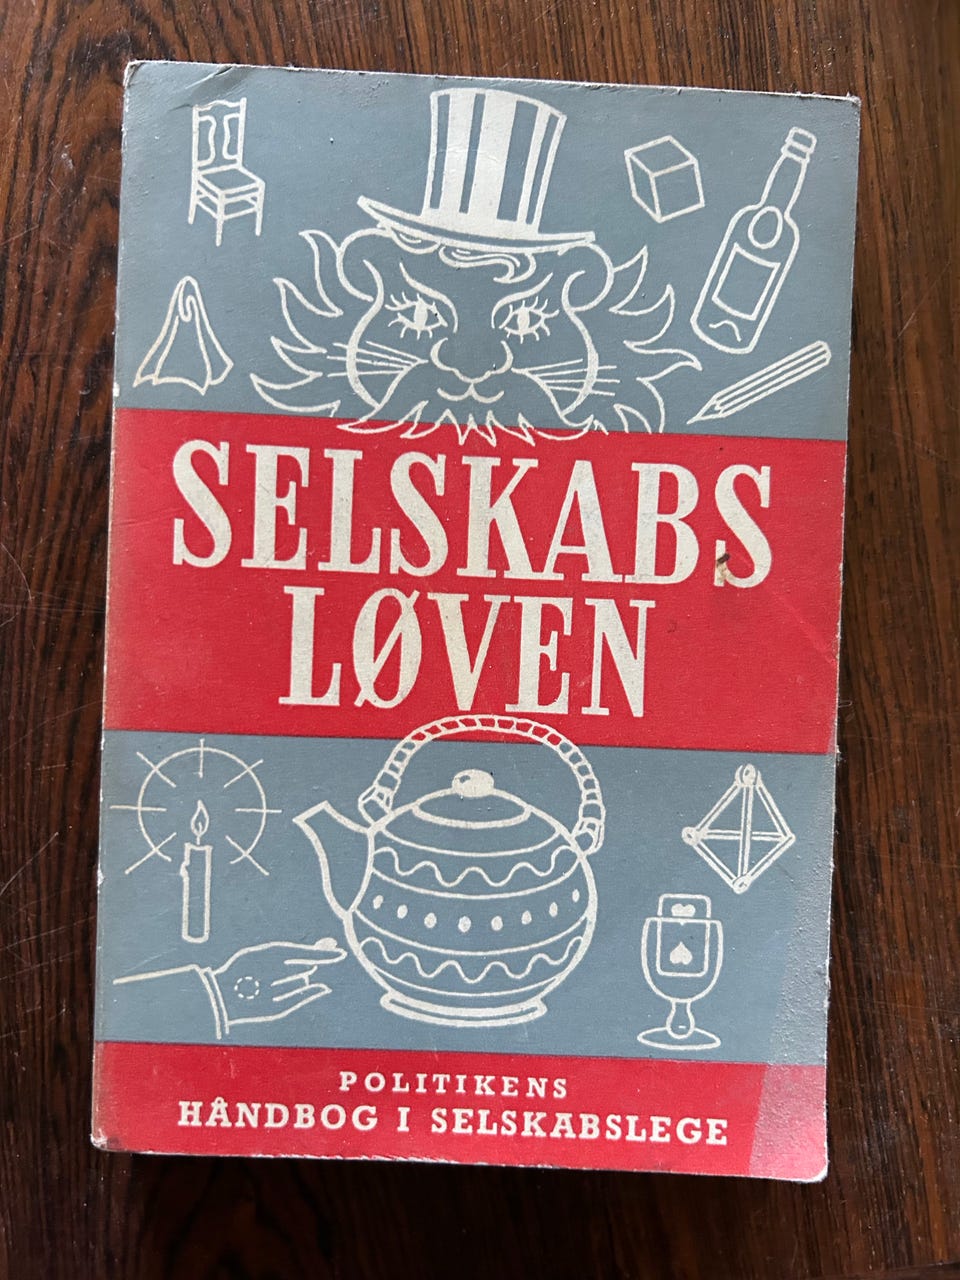 SELSKABS
LØVEN
POLITIKENS
HÅNDBOG I SELSKABSLEGE